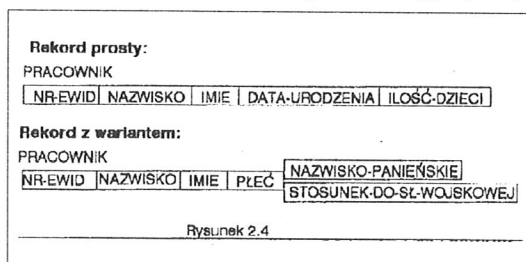 Rekord prosty:
PRACOWNIK
NR-EWID NAZWISKO IMIE DATA-URODZENIA ILOŚĆ-DZIECI
Rekord z wariantem:
PRACOWNIK
NAZWISKO-PANIEŃSKIE
NR-EWID NAZWISKO IMIE PŁEĆ
STOSUNEK-DO-SŁ-WOJSKOWEJ
Rysunek 2.4